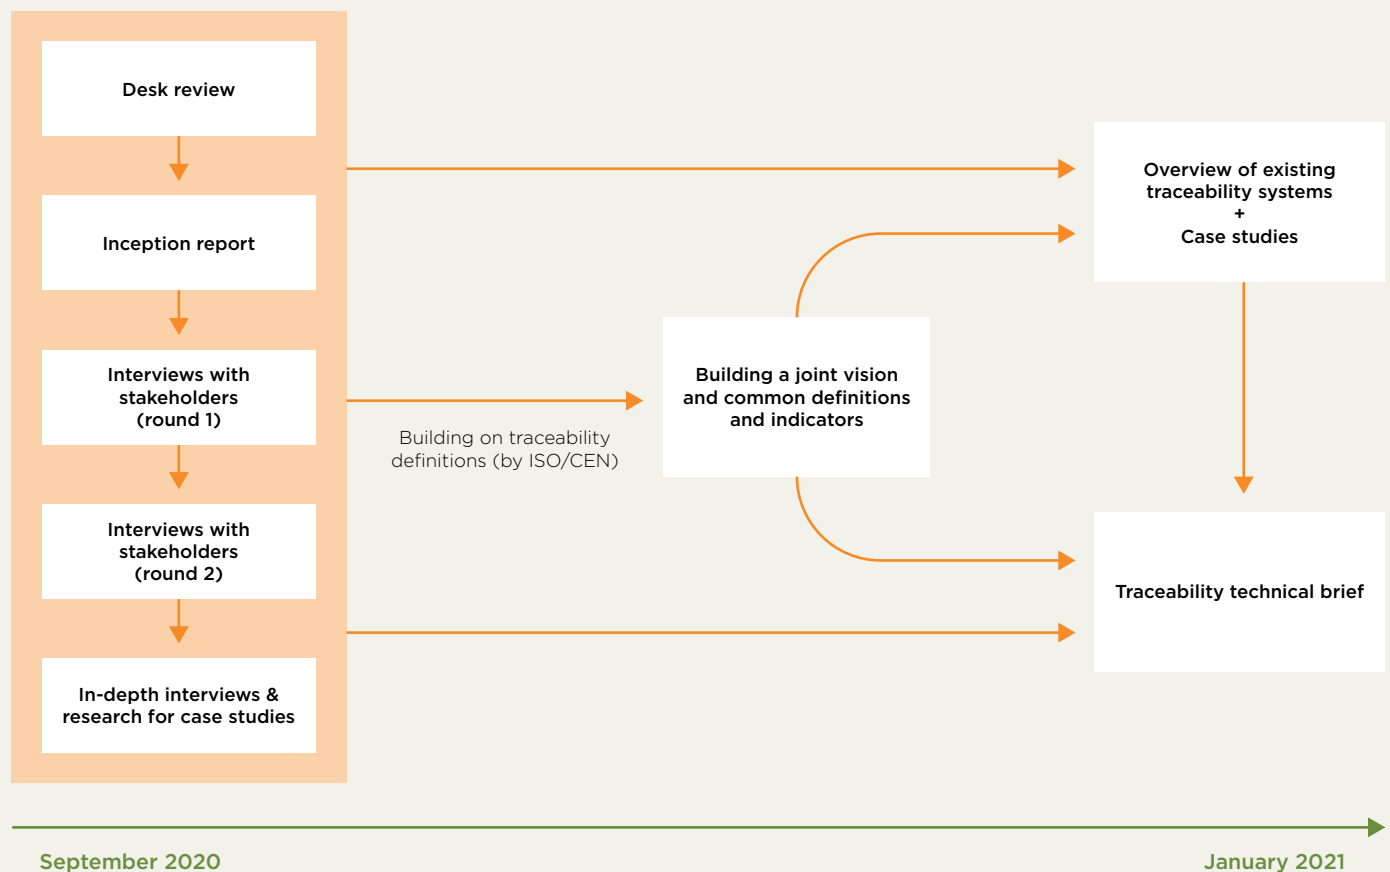 Desk review
Inception report
Interviews with
stakeholders
(round 1)
Interviews with
stakeholders
(round 2)
In-depth interviews &
research for case studies
Building on traceability
definitions (by ISO/CEN)
Building a joint vision
and common definitions
and indicators
Overview of existing
traceability systems
+
Case studies
Traceability technical brief
September 2020
January 2021